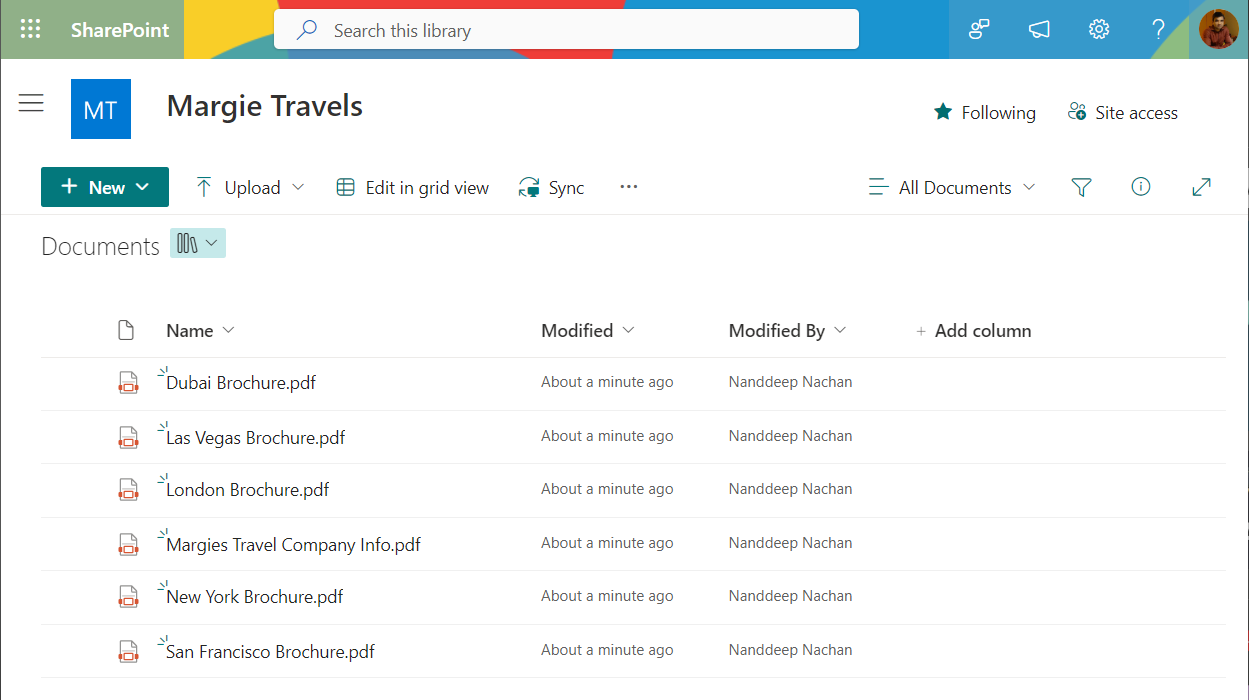 SharePoint Search this library ?
MT Margie Travels Following Site access
+ New Upload Edit in grid view Sync ··· All Documents
Documents
Name Modified Modified By + Add column
Dubai Brochure.pdf About a minute ago Nanddeep Nachan
Las Vegas Brochure.pdf About a minute ago Nanddeep Nachan
London Brochure.pdf About a minute ago Nanddeep Nachan
Margies Travel Company Info.pdf About a minute ago Nanddeep Nachan
New York Brochure.pdf About a minute ago Nanddeep Nachan
San Francisco Brochure.pdf About a minute ago Nanddeep Nachan